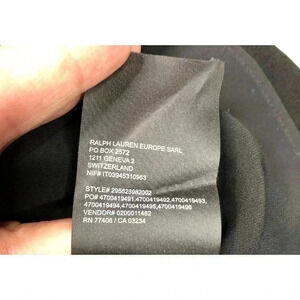 RALPH LAUREN EUROPE SARL
PO BOX 2572
1211 GENEVA 2
SWITZERLAND
NIF# IT03945310963
STYLE# 295623982002
PO# 4700419491,4700419492,4700419493,
4700419494,4700419495,4700419496
VENDOR# 0200011482
RN 77406 / CA 03234